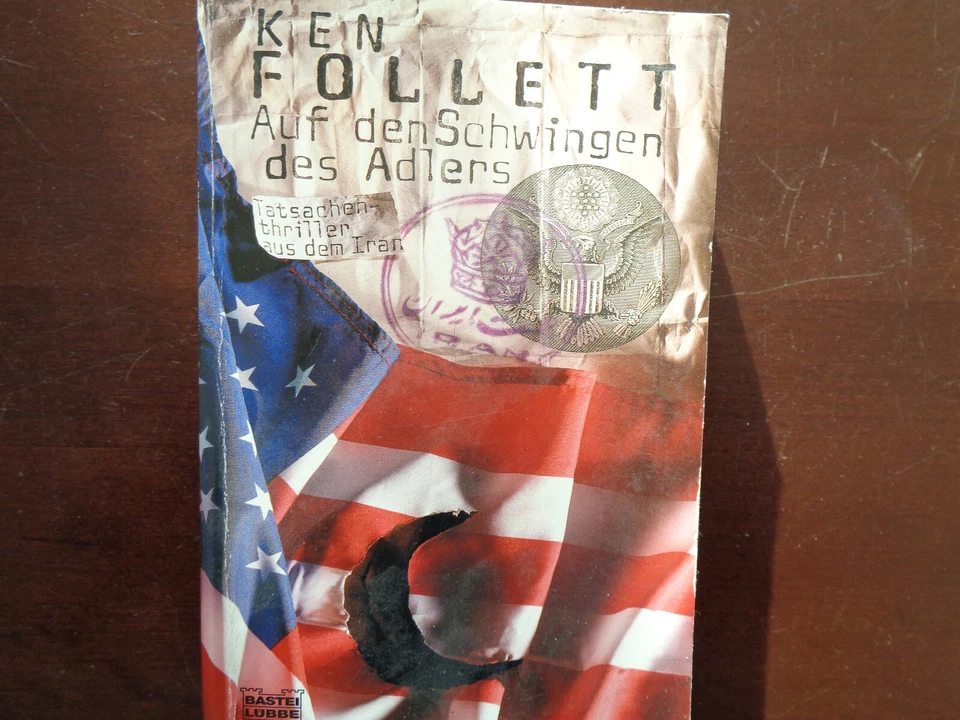 KEN
FOLLETT
Auf den Schwingen
des Adlers
Tatsachen-
thriller
aus dem Iran
BASTEI
LÜBBE